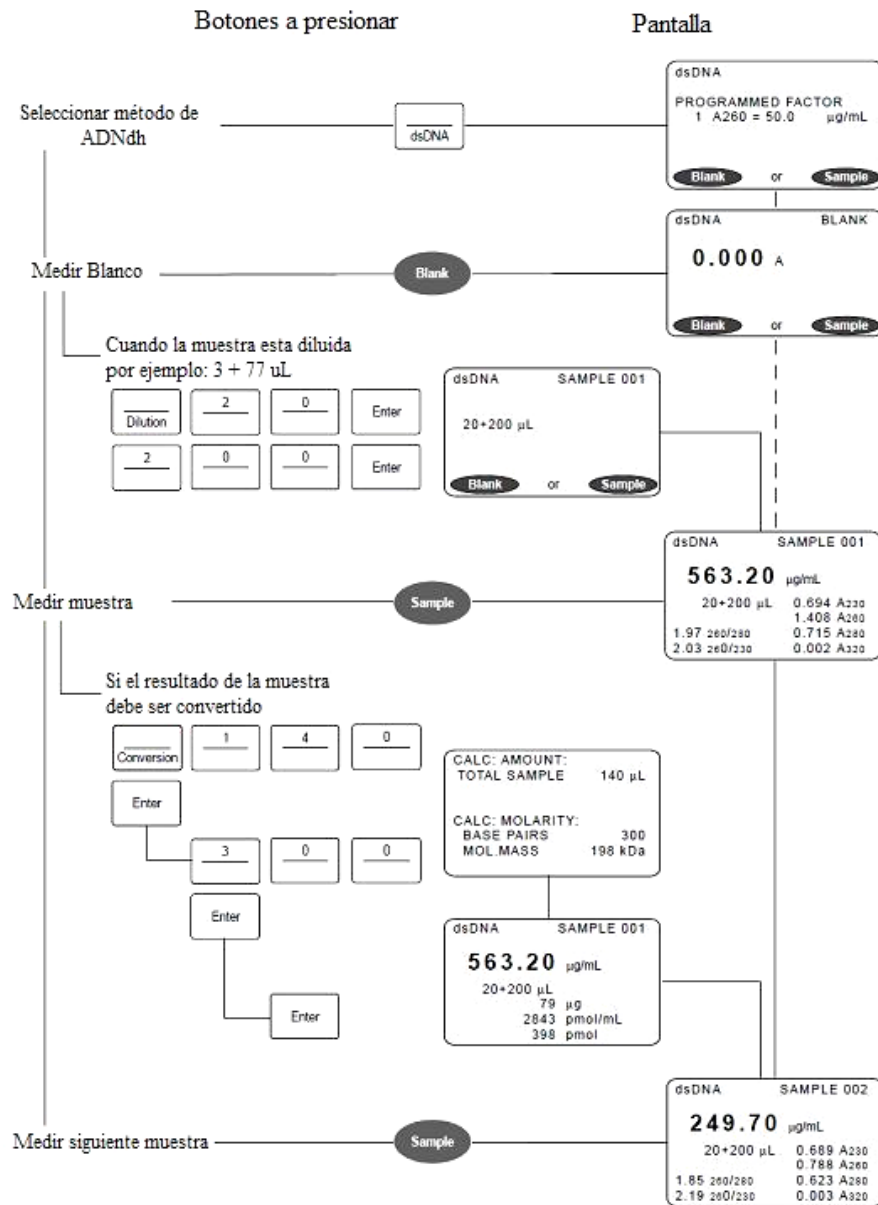 Botones a presionar
Pantalla
Seleccionar método de
ADNdh
dsDNA
dsDNA
PROGRAMMED FACTOR
1 A260 = 50.0 µg/mL
Blank or Sample
Medir Blanco
Blank
dsDNA BLANK
0.000 A
Blank or Sample
Cuando la muestra esta diluida
por ejemplo: 3 + 77 uL
Dilution 2 0 Enter
2 0 0 Enter
dsDNA SAMPLE 001
20+200 µL
Blank or Sample
Medir muestra
Sample
dsDNA SAMPLE 001
563.20 µg/mL
20+200 µL 0.694 A230
1.408 A260
1.97 260/280 0.715 A280
2.03 260/230 0.002 A320
Si el resultado de la muestra
debe ser convertido
Conversion 1 4 0
Enter
3 0 0
Enter
Enter
CALC: AMOUNT:
TOTAL SAMPLE 140 µL
CALC: MOLARITY:
BASE PAIRS 300
MOL.MASS 198 kDa
dsDNA SAMPLE 001
563.20 µg/mL
20+200 µL
79 µg
2843 pmol/mL
398 pmol
Medir siguiente muestra
Sample
dsDNA SAMPLE 002
249.70 µg/mL
20+200 µL 0.689 A230
0.788 A260
1.85 260/280 0.623 A280
2.19 260/230 0.003 A320